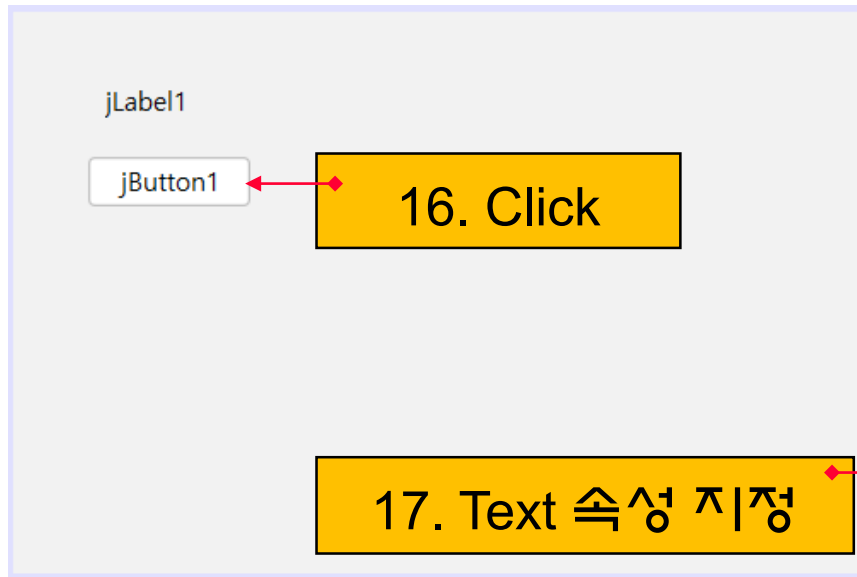 jLabel1
jButton1
16. Click
17. Text 속성 지정